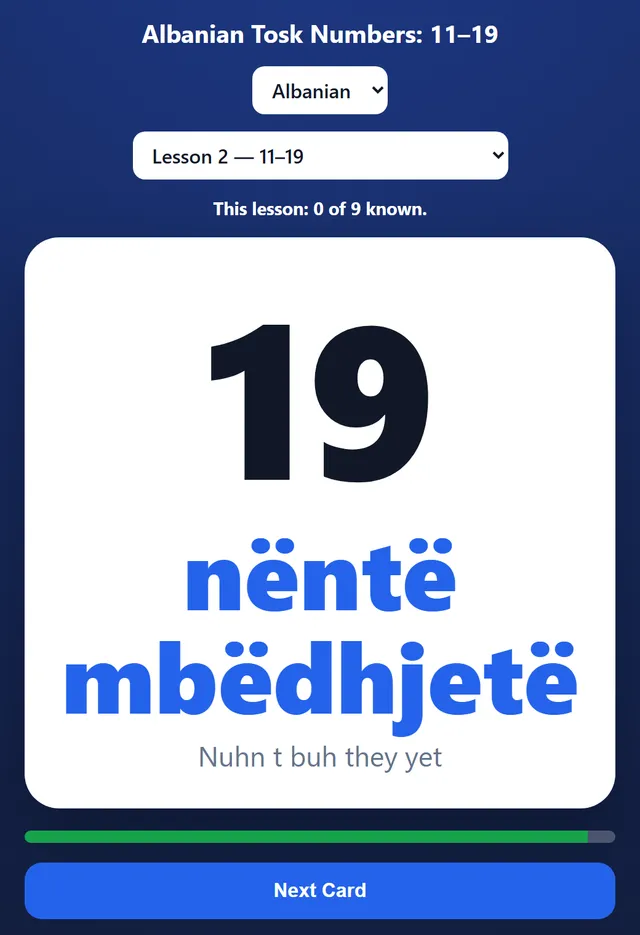 Albanian Tosk Numbers: 11–19
Albanian
Lesson 2 — 11–19
This lesson: 0 of 9 known.
19
nëntë
mbëdhjetë
Nuhn t buh they yet
Next Card